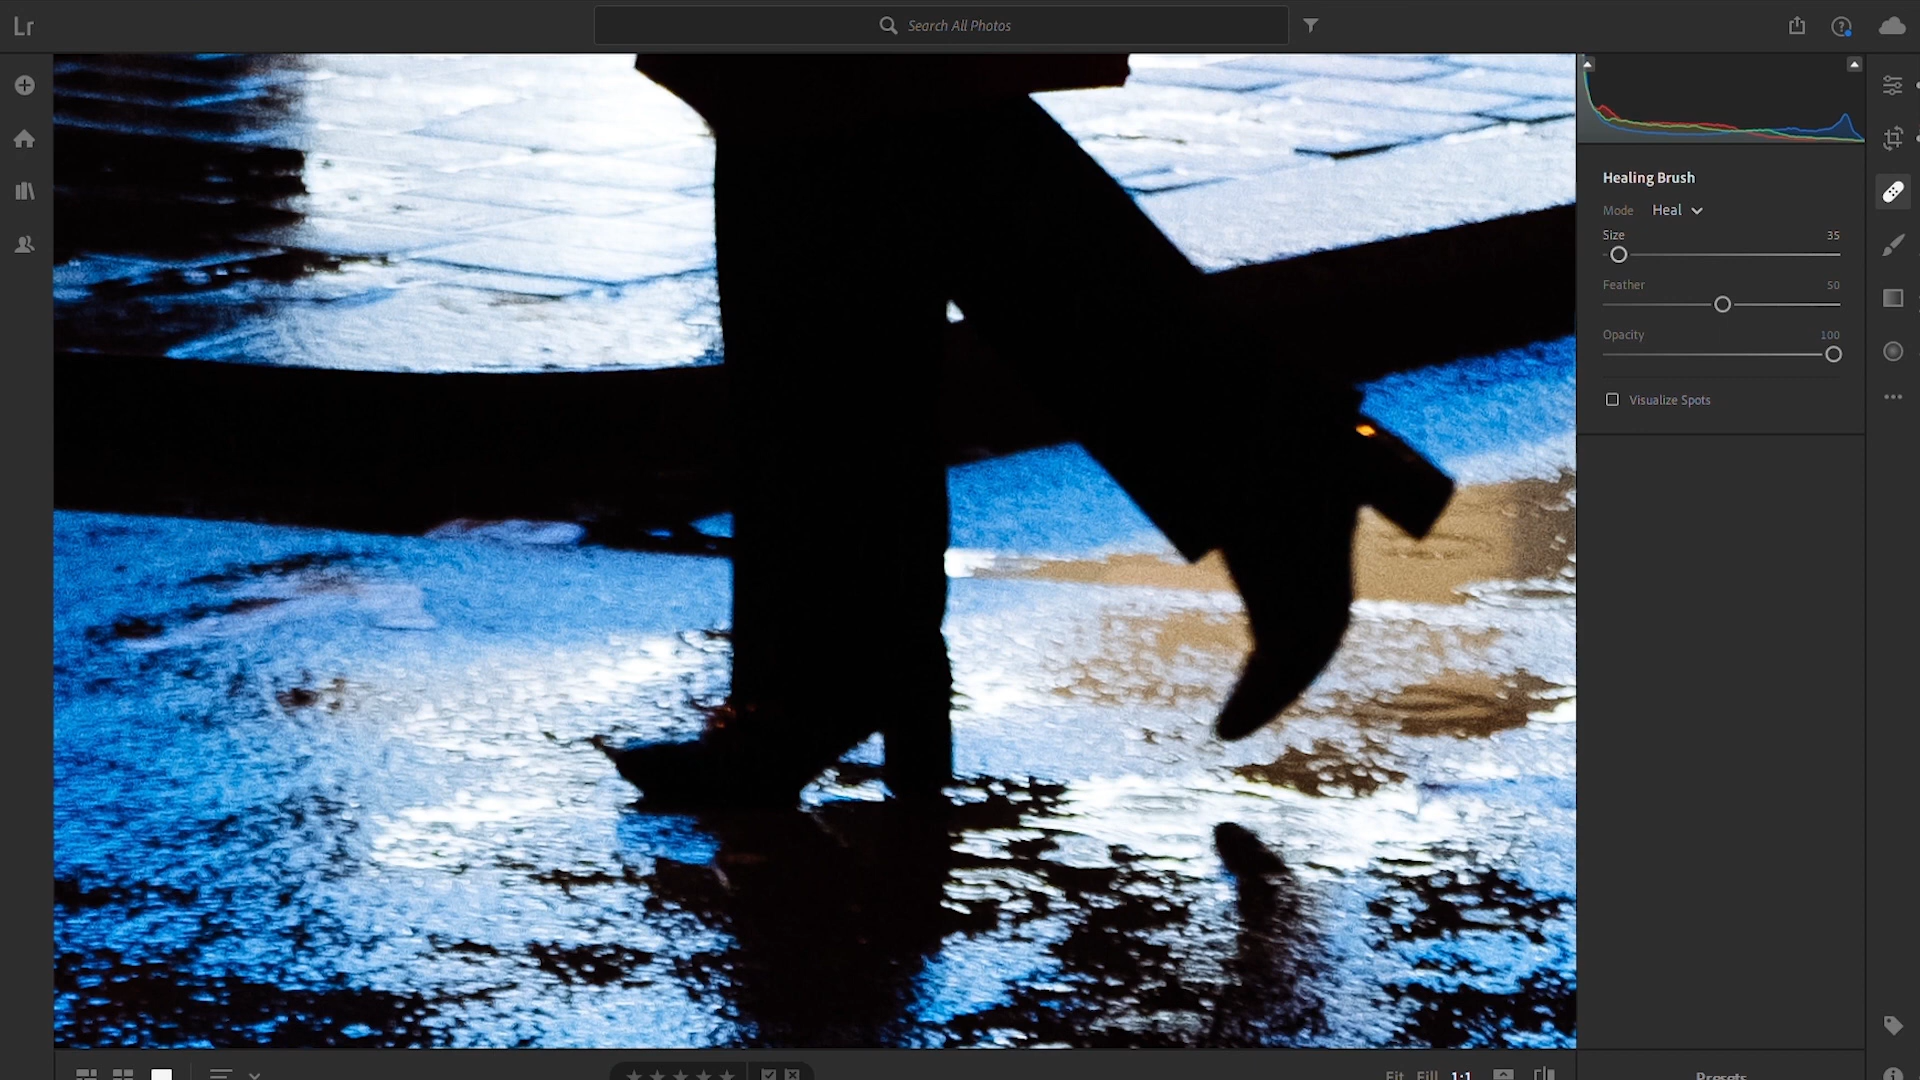 Lr
Search All Photos
Healing Brush
Mode Heal
Size 35
Feather 50
Opacity 100
Visualize Spots
Fit Fill 1:1
Presets